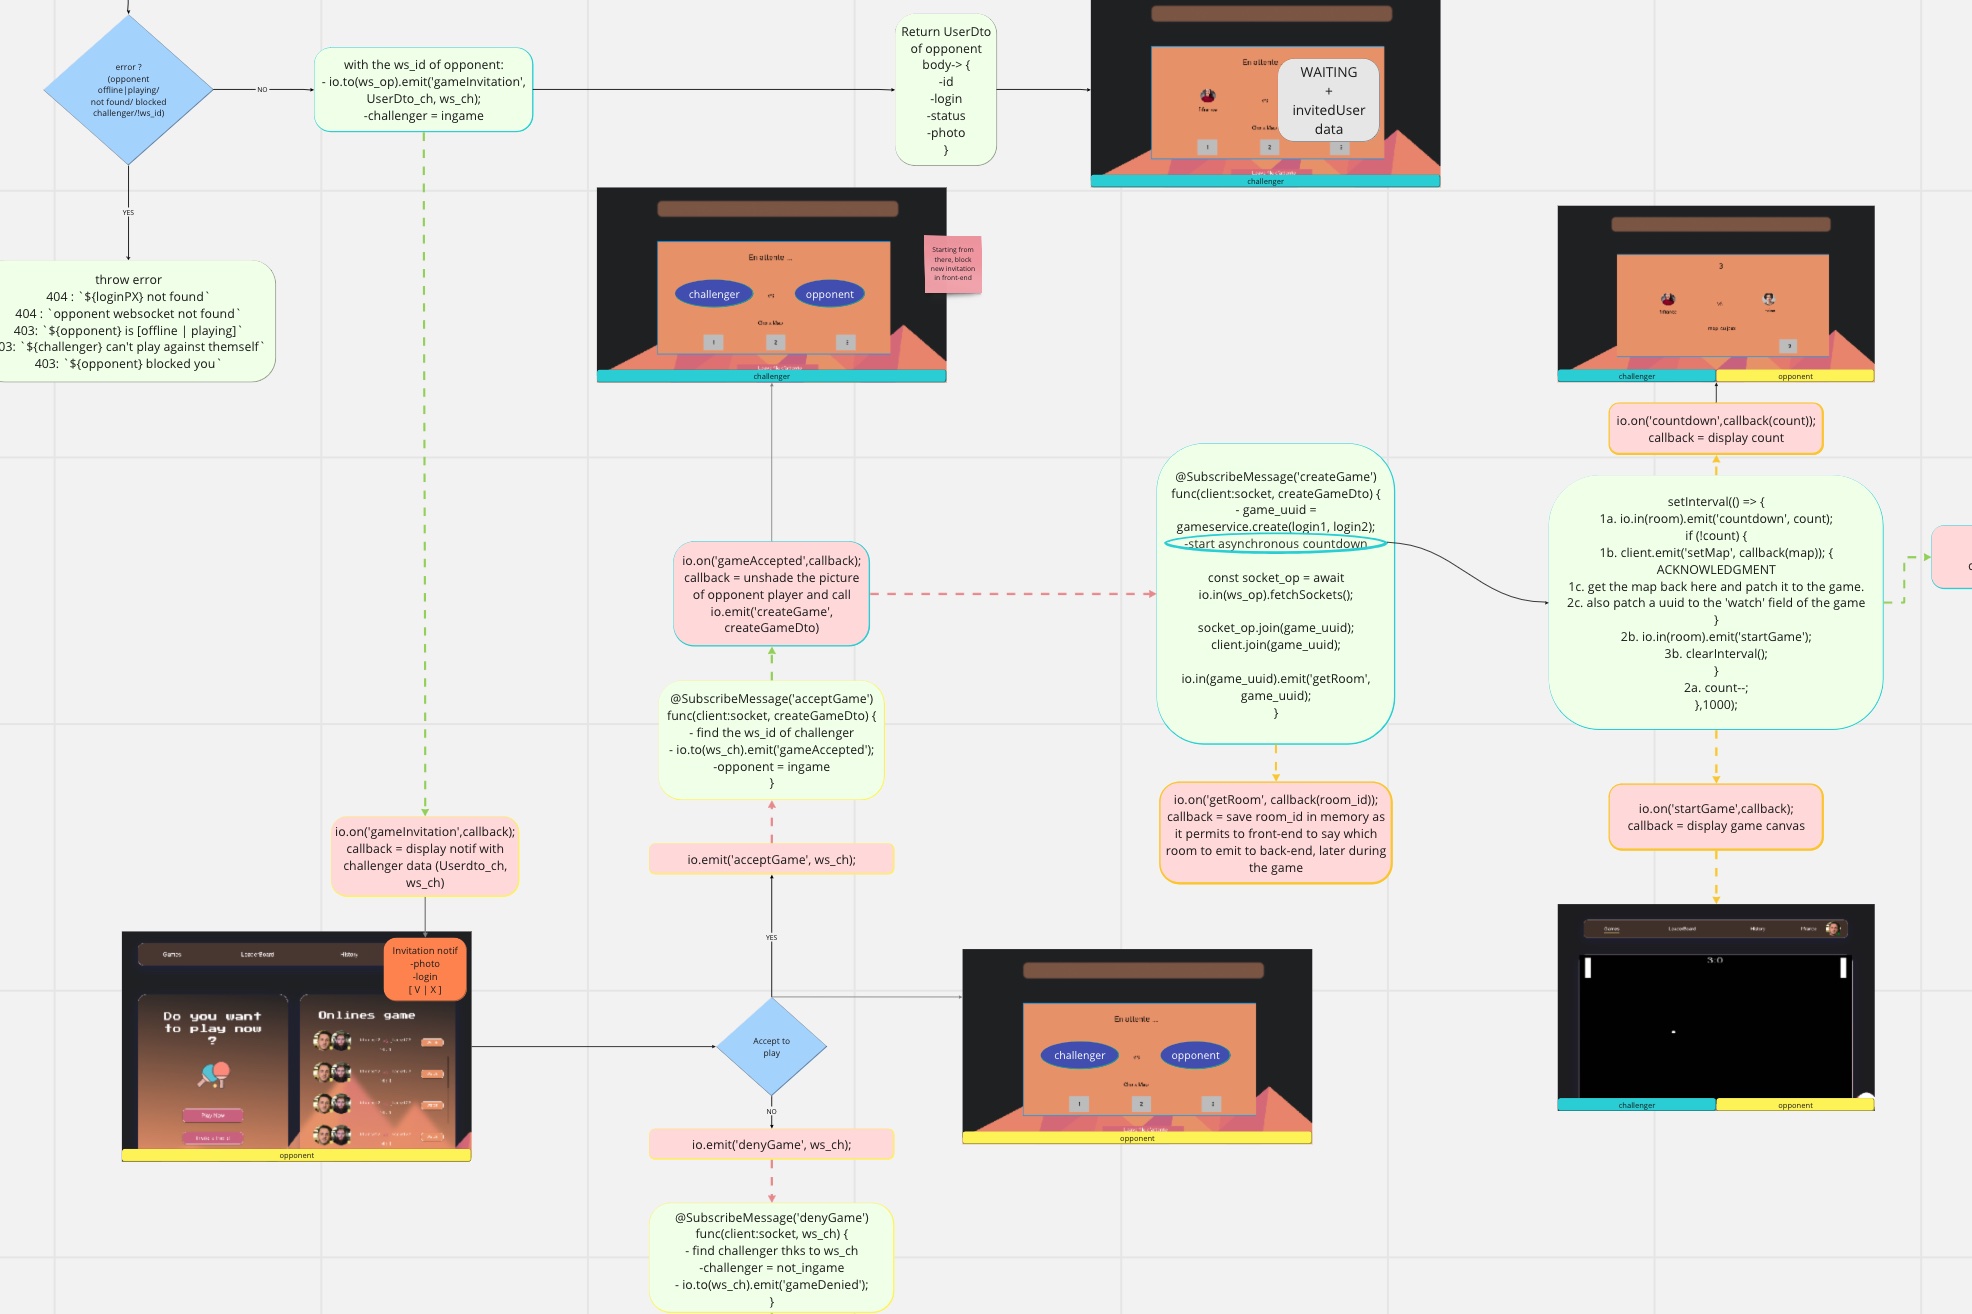 error ?
(opponent
offline|playing/
not found/ blocked
challenger/!ws_id)
NO
with the ws_id of opponent:
- io.to(ws_op).emit('gameInvitation',
UserDto_ch, ws_ch);
-challenger = ingame
Return UserDto
of opponent
body-> {
-id
-login
-status
-photo
}
En attente
WAITING
+
invitedUser
data
1
2
3
challenger
YES
throw error
404 : `${loginPX} not found`
404 : `opponent websocket not found`
403: `${opponent} is [offline | playing]`
03: `${challenger} can't play against themself`
403: `${opponent} blocked you`
En attente ...
challenger
vs
opponent
1
2
3
challenger
Starting from
there, block
new invitation
in front-end
3
vs
3
challenger
opponent
io.on('countdown',callback(count));
callback = display count
io.on('gameAccepted',callback);
callback = unshade the picture
of opponent player and call
io.emit('createGame',
createGameDto)
@SubscribeMessage('createGame')
func(client:socket, createGameDto) {
- game_uuid =
gameservice.create(login1, login2);
-start asynchronous countdown
const socket_op = await
io.in(ws_op).fetchSockets();
socket_op.join(game_uuid);
client.join(game_uuid);
io.in(game_uuid).emit('getRoom',
game_uuid);
}
setInterval(() => {
1a. io.in(room).emit('countdown', count);
if (!count) {
1b. client.emit('setMap', callback(map)); {
ACKNOWLEDGMENT
1c. get the map back here and patch it to the game.
2c. also patch a uuid to the 'watch' field of the game
}
2b. io.in(room).emit('startGame');
3b. clearInterval();
}
2a. count--;
},1000);
c
@SubscribeMessage('acceptGame')
func(client:socket, createGameDto) {
- find the ws_id of challenger
- io.to(ws_ch).emit('gameAccepted');
-opponent = ingame
}
io.on('getRoom', callback(room_id));
callback = save room_id in memory as
it permits to front-end to say which
room to emit to back-end, later during
the game
io.on('startGame',callback);
callback = display game canvas
io.on('gameInvitation',callback);
callback = display notif with
challenger data (Userdto_ch,
ws_ch)
io.emit('acceptGame', ws_ch);
YES
Games
LeaderBoard
History
Invitation notif
-photo
-login
[ V | X ]
Do you want
to play now
?
Play Now
Onlines game
opponent
Accept to
play
NO
En attente ...
challenger
vs
opponent
1
2
3
opponent
Games
LeaderBoard
History
3 0
challenger
opponent
io.emit('denyGame', ws_ch);
@SubscribeMessage('denyGame')
func(client:socket, ws_ch) {
- find challenger thks to ws_ch
-challenger = not_ingame
- io.to(ws_ch).emit('gameDenied');
}